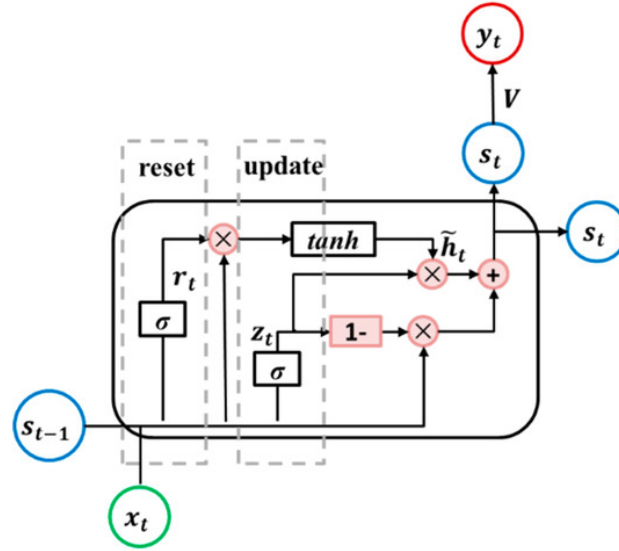 y_t
V
s_t
reset
update
s_t
×
tanh
h̃_t
r_t
×
+
σ
z_t
1-
×
σ
s_{t-1}
x_t